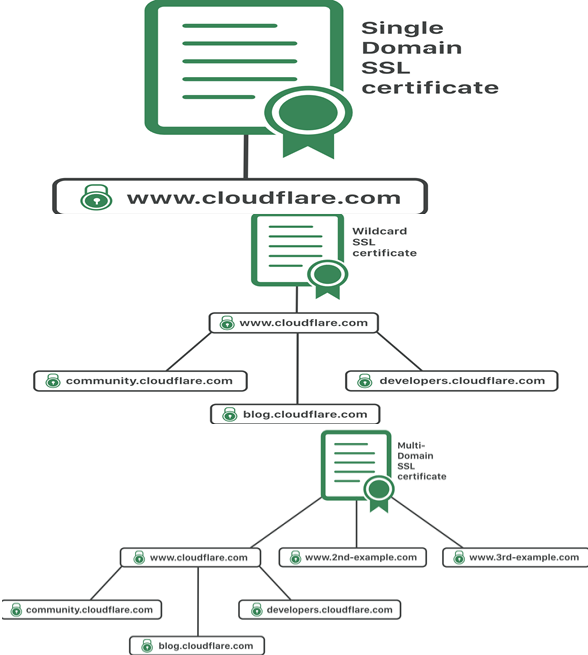 Single
Domain
SSL
certificate
www.cloudflare.com
Wildcard
SSL
certificate
www.cloudflare.com
community.cloudflare.com
developers.cloudflare.com
blog.cloudflare.com
Multi-
Domain
SSL
certificate
www.cloudflare.com
www.2nd-example.com
www.3rd-example.com
community.cloudflare.com
developers.cloudflare.com
blog.cloudflare.com